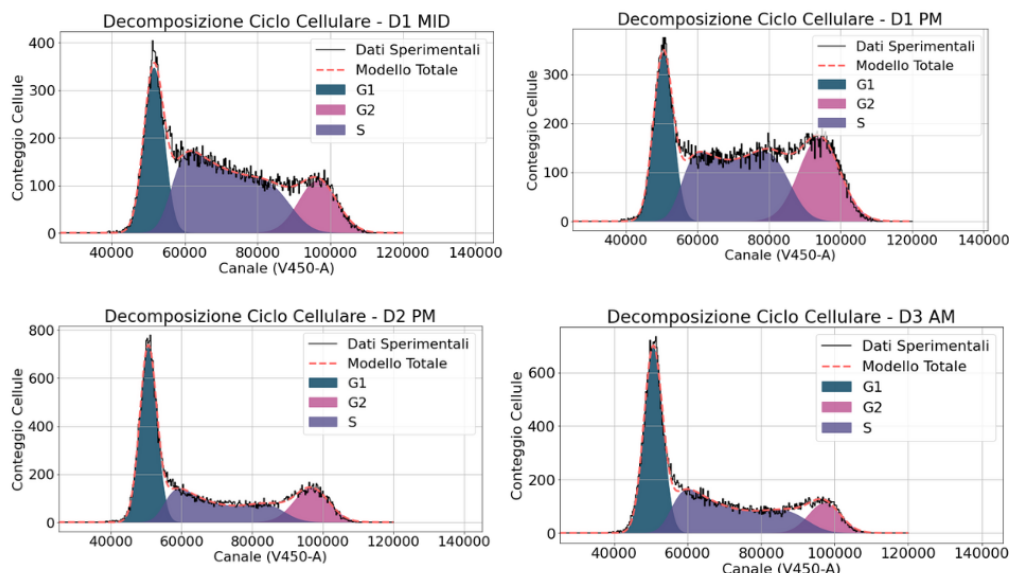 Decomposizione Ciclo Cellulare - D1 MID
400
300
200
100
0
Conteggio Cellule
Dati Sperimentali
Modello Totale
G1
G2
S
40000 60000 80000 100000 120000 140000
Canale (V450-A)
Decomposizione Ciclo Cellulare - D1 PM
300
200
100
0
Conteggio Cellule
Dati Sperimentali
Modello Totale
G1
G2
S
40000 60000 80000 100000 120000 140000
Canale (V450-A)
Decomposizione Ciclo Cellulare - D2 PM
800
600
400
200
0
Conteggio Cellule
Dati Sperimentali
Modello Totale
G1
G2
S
40000 60000 80000 100000 120000 140000
Canale (V450-A)
Decomposizione Ciclo Cellulare - D3 AM
600
400
200
0
Conteggio Cellule
Dati Sperimentali
Modello Totale
G1
G2
S
40000 60000 80000 100000 120000 140000
Canale (V450-A)